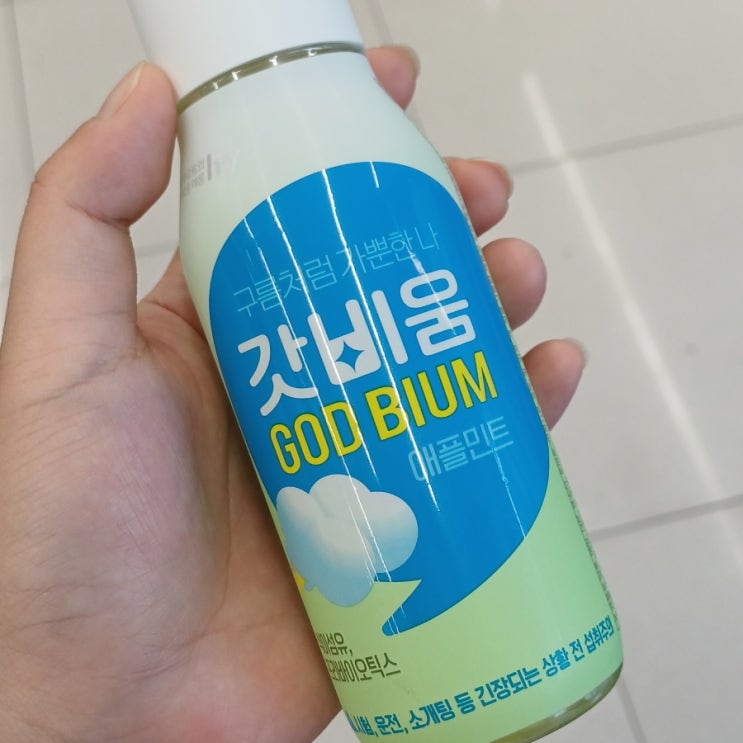 hy
구름처럼 가뿐한 나
갓비움
GOD BIUM
애플민트
식이섬유,
프리바이오틱스
시험, 운전, 소개팅 등 긴장되는 상황 전 섭취주의